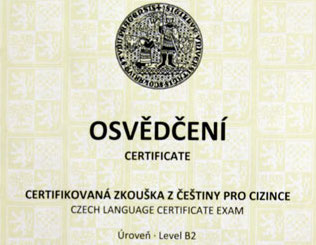 OSVĚDČENÍ
CERTIFICATE
CERTIFIKOVANÁ ZKOUŠKA Z ČEŠTINY PRO CIZINCE
CZECH LANGUAGE CERTIFICATE EXAM
Úroveň · Level B2